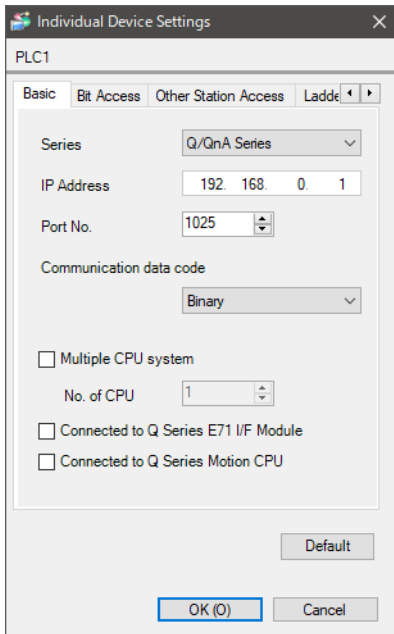 Individual Device Settings
PLC1
Basic Bit Access Other Station Access Ladde
Series Q/QnA Series
IP Address 192. 168. 0. 1
Port No. 1025
Communication data code
Binary
Multiple CPU system
No. of CPU 1
Connected to Q Series E71 I/F Module
Connected to Q Series Motion CPU
Default
OK (O) Cancel